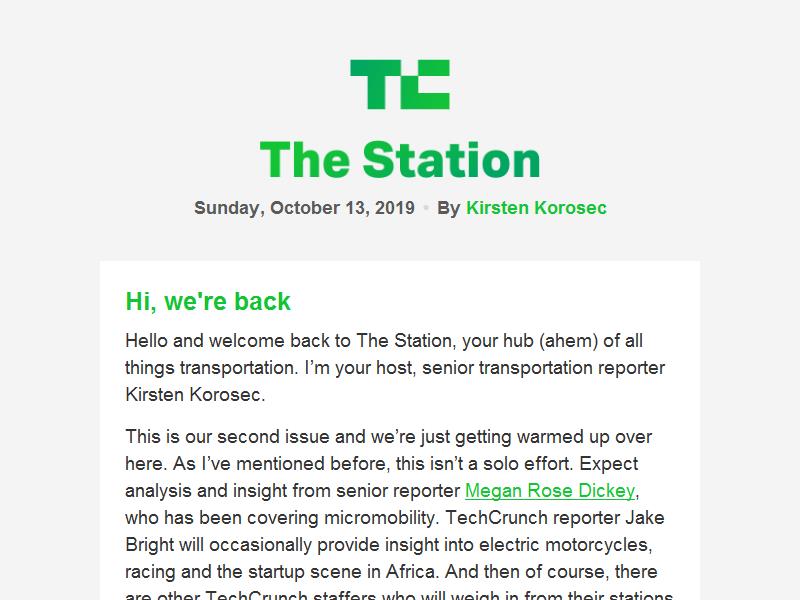 TC
The Station
Sunday, October 13, 2019 • By Kirsten Korosec
Hi, we're back
Hello and welcome back to The Station, your hub (ahem) of all
things transportation. I’m your host, senior transportation reporter
Kirsten Korosec.
This is our second issue and we’re just getting warmed up over
here. As I’ve mentioned before, this isn’t a solo effort. Expect
analysis and insight from senior reporter Megan Rose Dickey,
who has been covering micromobility. TechCrunch reporter Jake
Bright will occasionally provide insight into electric motorcycles,
racing and the startup scene in Africa. And then of course, there
are other TechCrunch staffers who will weigh in from their stations